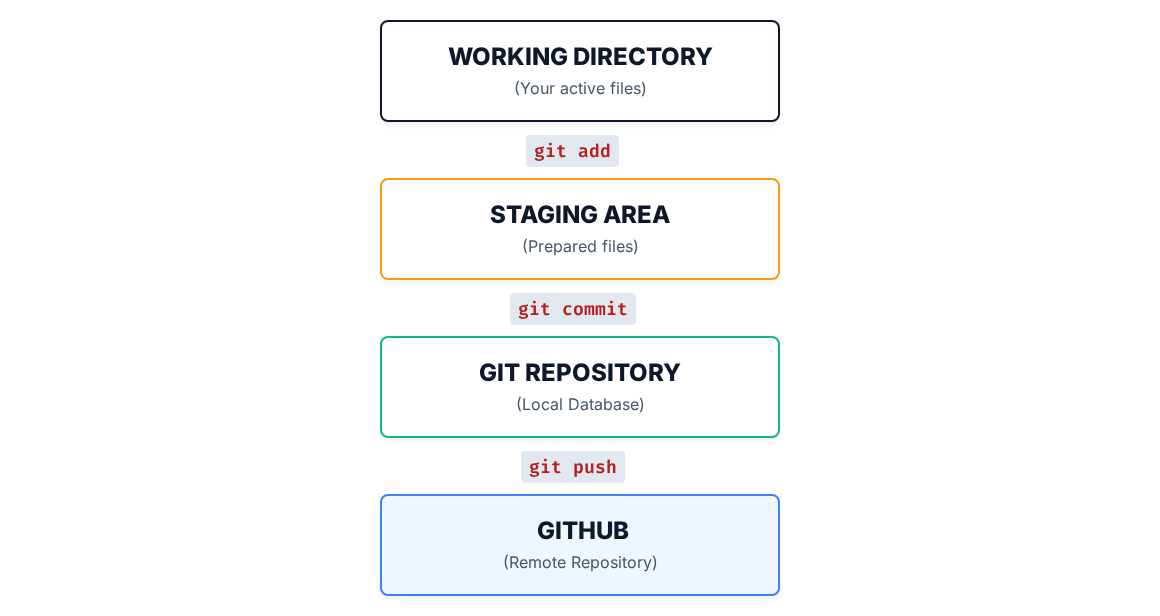 WORKING DIRECTORY
(Your active files)
git add
STAGING AREA
(Prepared files)
git commit
GIT REPOSITORY
(Local Database)
git push
GITHUB
(Remote Repository)